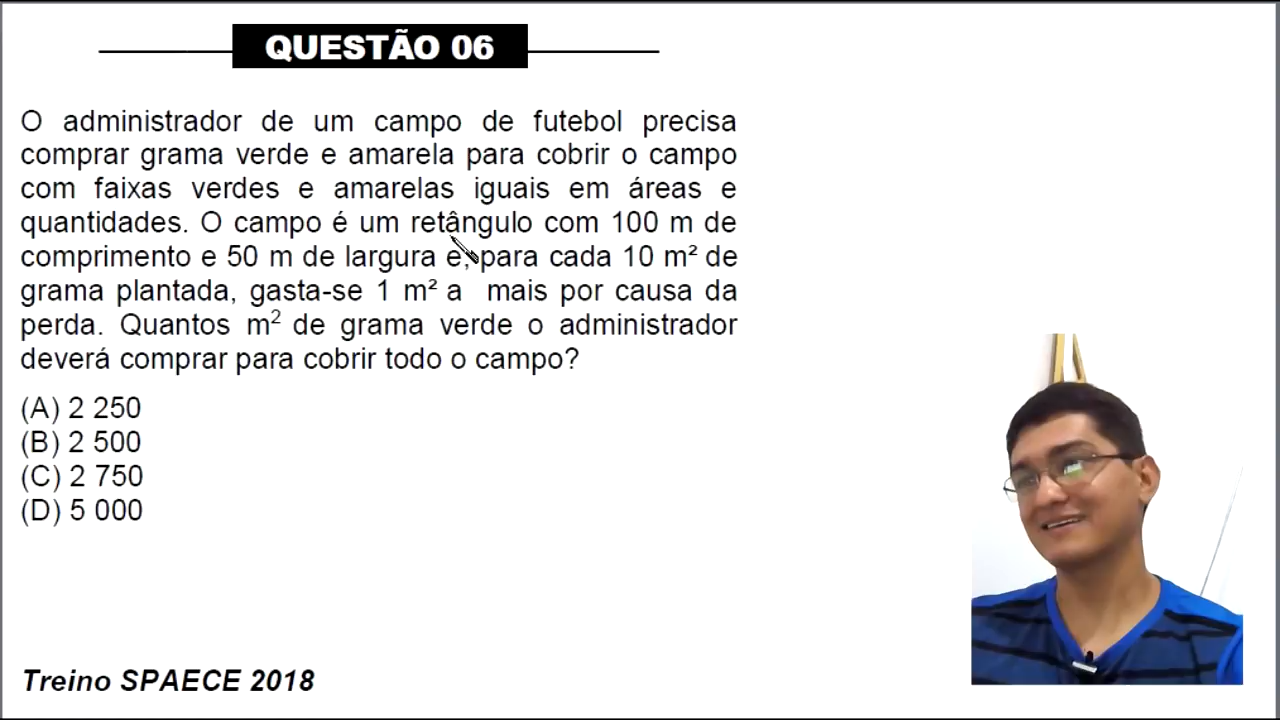 QUESTÃO 06
O administrador de um campo de futebol precisa
comprar grama verde e amarela para cobrir o campo
com faixas verdes e amarelas iguais em áreas e
quantidades. O campo é um retângulo com 100 m de
comprimento e 50 m de largura e, para cada 10 m² de
grama plantada, gasta-se 1 m² a mais por causa da
perda. Quantos m² de grama verde o administrador
deverá comprar para cobrir todo o campo?
(A) 2 250
(B) 2 500
(C) 2 750
(D) 5 000
Treino SPAECE 2018